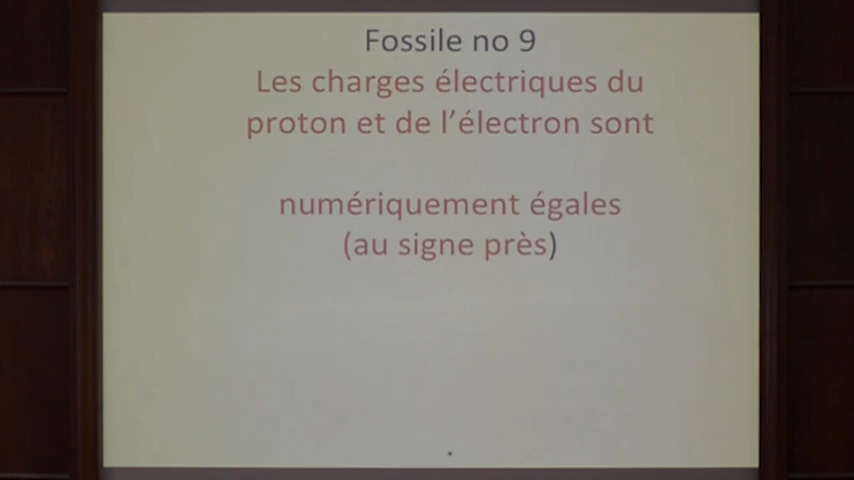 Fossile no 9
Les charges électriques du
proton et de l’électron sont
numériquement égales
(au signe près)